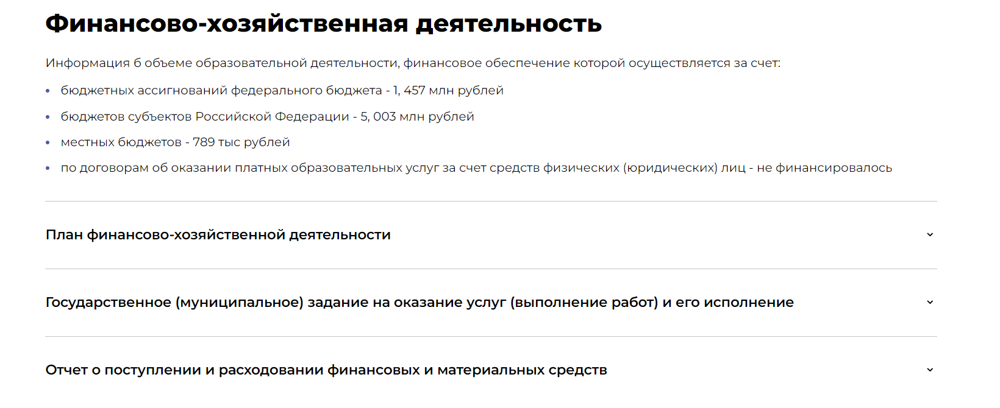 Финансово-хозяйственная деятельность
Информация б объеме образовательной деятельности, финансовое обеспечение которой осуществляется за счет:
бюджетных ассигнований федерального бюджета - 1, 457 млн рублей
бюджетов субъектов Российской Федерации - 5, 003 млн рублей
местных бюджетов - 789 тыс рублей
по договорам об оказании платных образовательных услуг за счет средств физических (юридических) лиц - не финансировалось
План финансово-хозяйственной деятельности
Государственное (муниципальное) задание на оказание услуг (выполнение работ) и его исполнение
Отчет о поступлении и расходовании финансовых и материальных средств